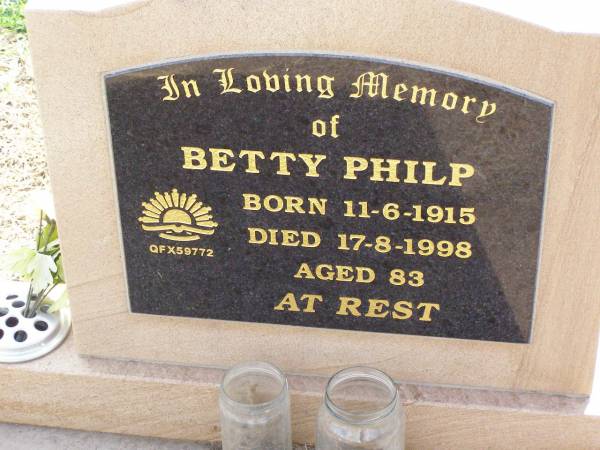 In Loving Memory
of
BETTY PHILP
BORN 11-6-1915
DIED 17-8-1998
AGED 83
AT REST
QFX59772